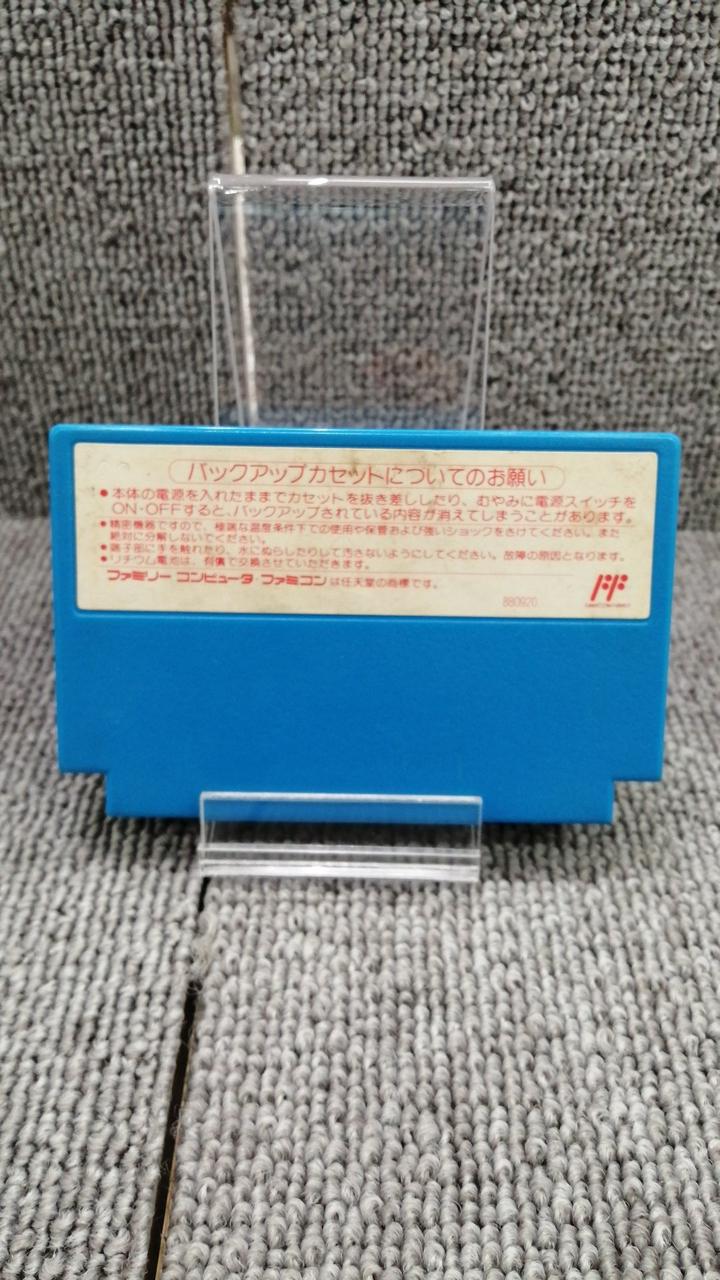 バックアップカセットについてのお願い
●本体の電源を入れたままでカセットを抜き差ししたり、むやみに電源スイッチを
ON・OFFすると、バックアップされている内容が消えてしまうことがあります。
●精密機器ですので、極端な温度条件下での使用や保管および強いショックをさけてください。また
絶対に分解しないでください。
●端子部に手を触れたり、水にぬらしたりして汚さないようにしてください。故障の原因となります。
●リチウム電池は、有償で交換させていただきます。
ファミリーコンピュータ・ファミコンは任天堂の商標です。
880920